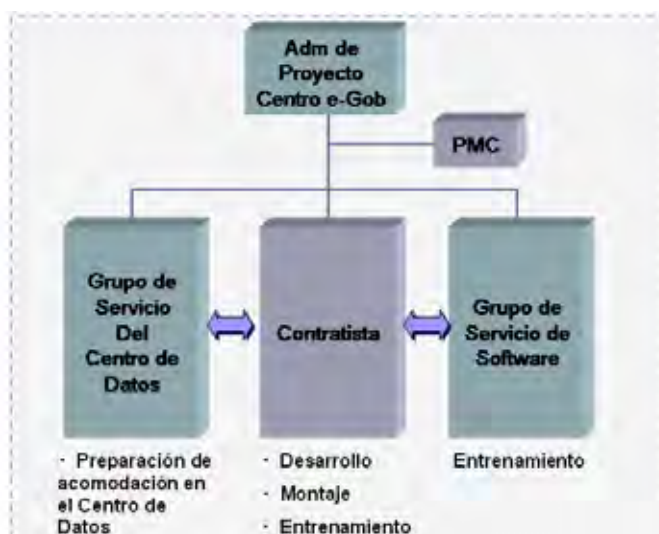 Adm de
Proyecto
Centro e-Gob
PMC
Grupo de
Servicio
Del
Centro de
Datos
Contratista
Grupo de
Servicio de
Software
· Preparación de
acomodación en
el Centro de
Datos
· Desarrollo
· Montaje
· Entrenamiento
Entrenamiento